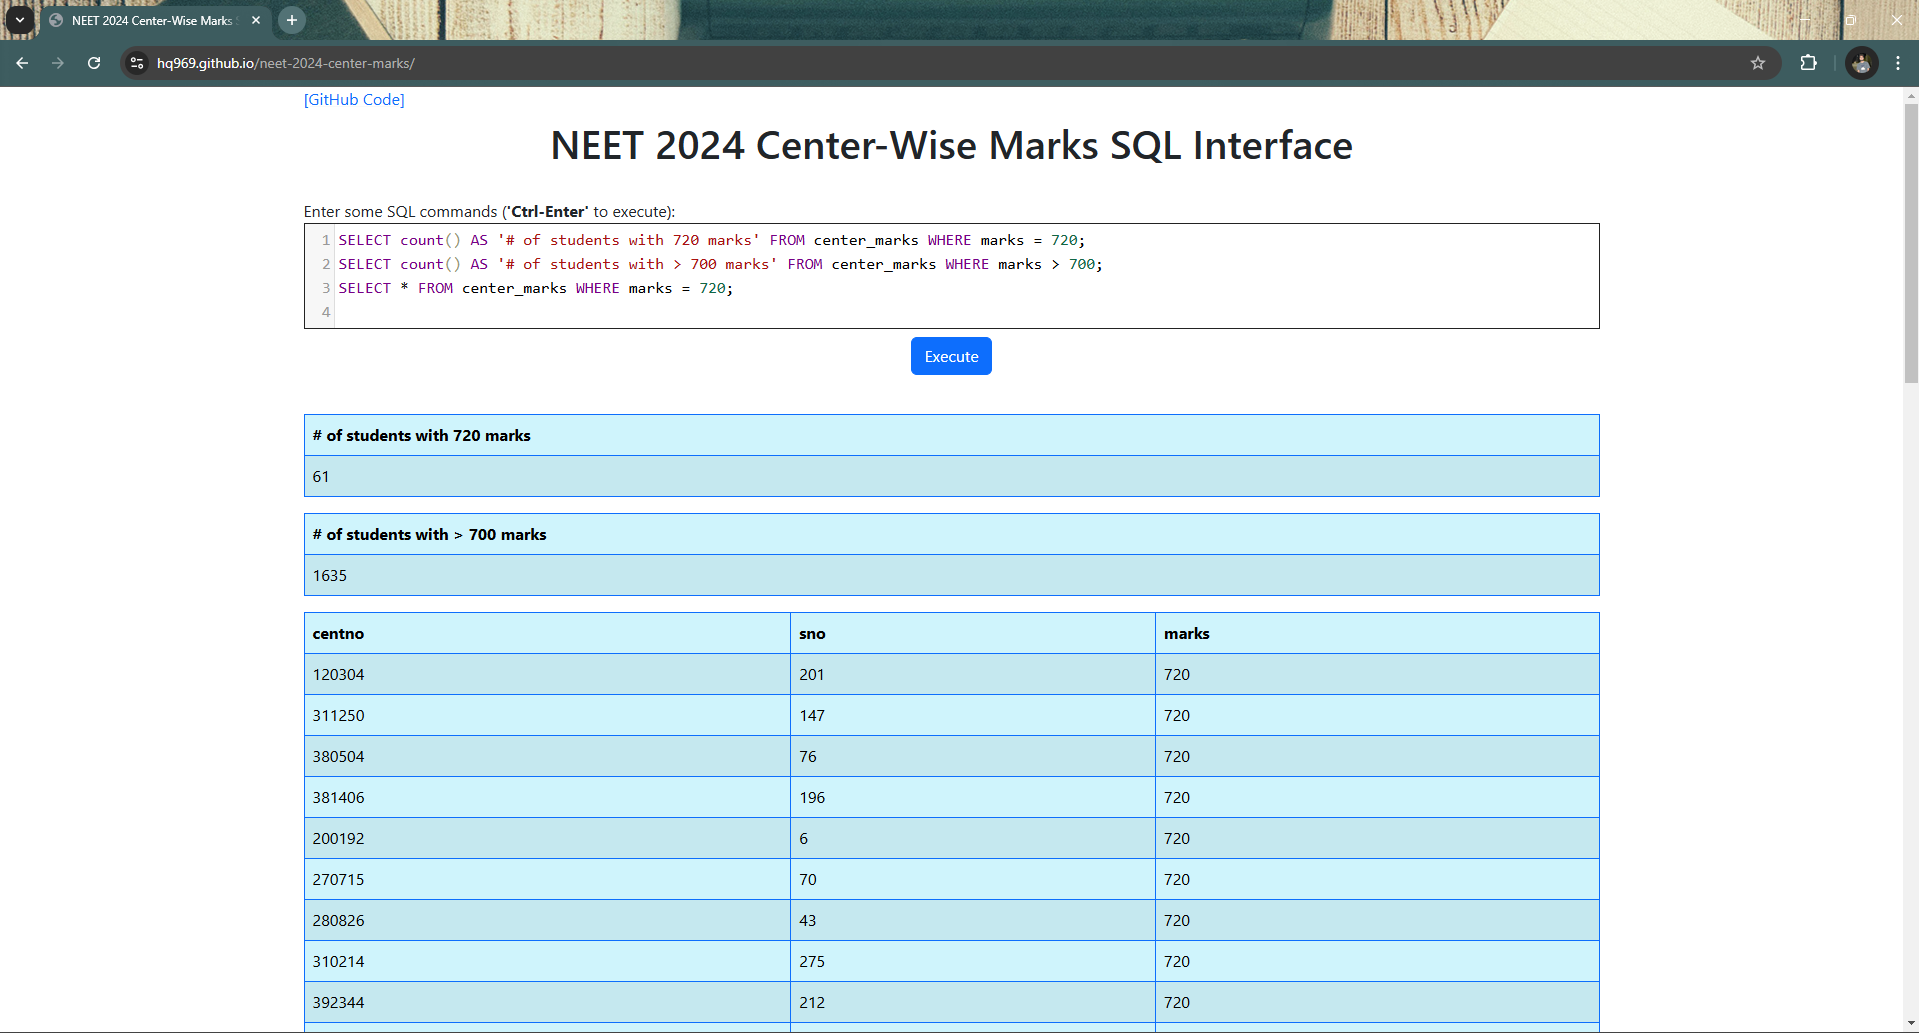 NEET 2024 Center-Wise Marks
hq969.github.io/neet-2024-center-marks/
[GitHub Code]
NEET 2024 Center-Wise Marks SQL Interface
Enter some SQL commands ('Ctrl-Enter' to execute):
1 SELECT count() AS '# of students with 720 marks' FROM center_marks WHERE marks = 720;
2 SELECT count() AS '# of students with > 700 marks' FROM center_marks WHERE marks > 700;
3 SELECT * FROM center_marks WHERE marks = 720;
4
Execute
# of students with 720 marks
61
# of students with > 700 marks
1635
centno sno marks
120304 201 720
311250 147 720
380504 76 720
381406 196 720
200192 6 720
270715 70 720
280826 43 720
310214 275 720
392344 212 720